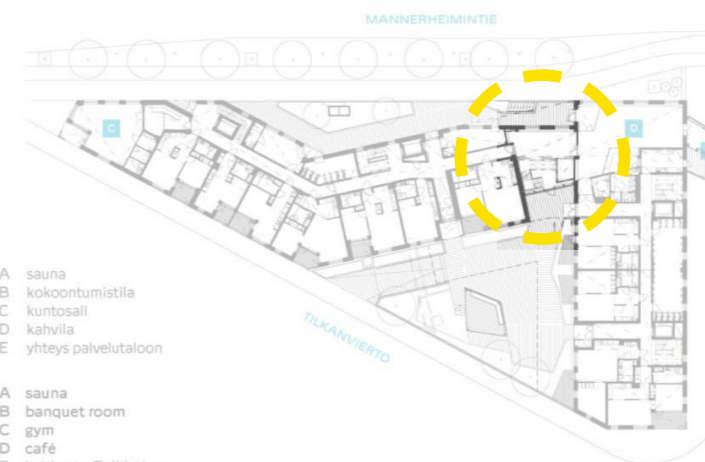 MANNERHEIMINTIE
C
D
TILKANVIERTO
A sauna
B kokoontumistila
C kuntosali
D kahvila
E yhteys palvelutaloon
A sauna
B banquet room
C gym
D café